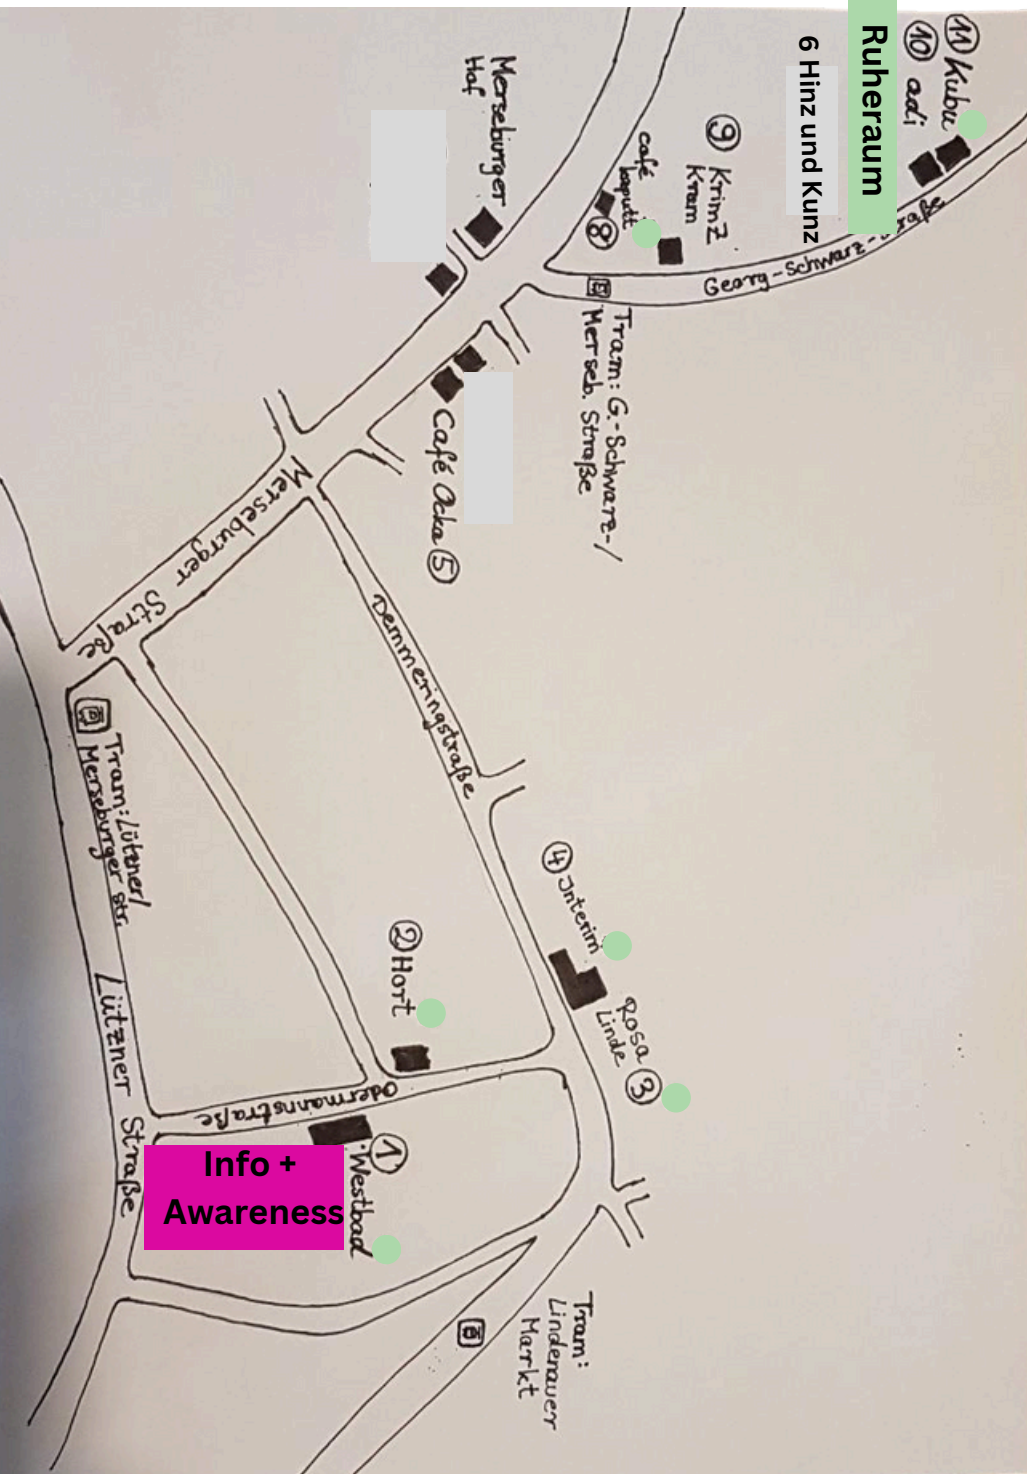 ⑪ Kubu
⑩ adi
Ruheraum
6 Hinz und Kunz
⑨ KrimZ
Kram
café
kaputt
⑧
Merseburger
Hof
Georg-Schwarz-Straße
Tram: G.-Schwarz-/
Merseb. Straße
Café Ocka ⑤
Merseburger Straße
Demmeringstraße
Tram: Lützner/
Merseburger Str.
④ Interim
Rosa
Linde ③
② Hort
Odermannstraße
① Westbad
Info +
Awareness
Lützner Straße
Tram:
Lindenauer
Markt